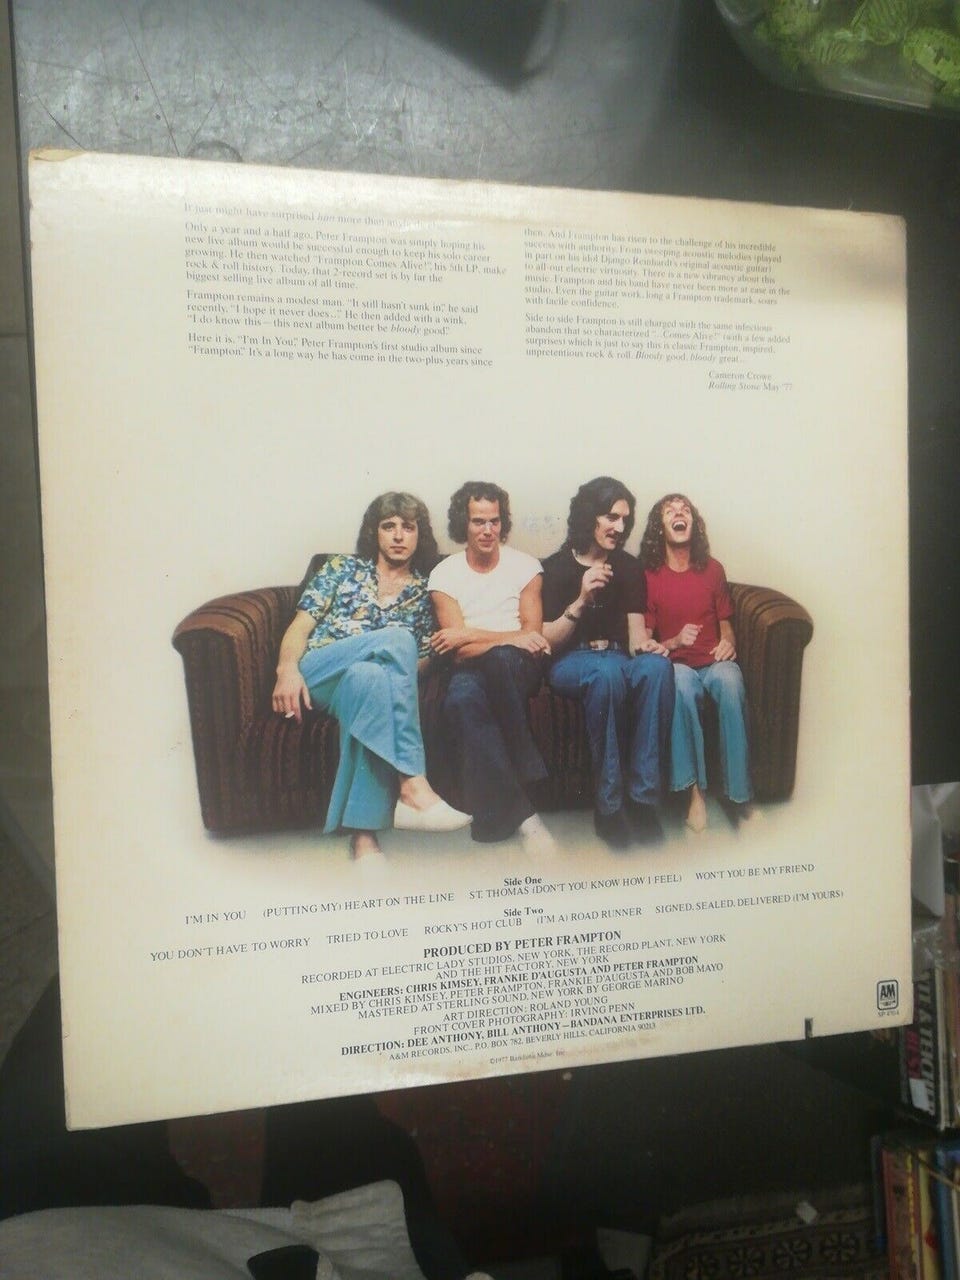 It just might have surprised him more than
Only a year and a half ago, Peter Frampton was simply hoping his
new live album would be successful enough to keep his solo career
growing. He then watched "Frampton Comes Alive!", his 5th LP, make
rock & roll history. Today, that 2-record set is by far the
biggest selling live album of all time.
Frampton remains a modest man. "It still hasn't sunk in," he said
recently, "I hope it never does..." He then added with a wink,
"I do know this — this next album better be bloody good."
Here it is, "I'm In You," Peter Frampton's first studio album since
"Frampton." It's a long way he has come in the two-plus years since
then. And Frampton has risen to the challenge of his incredible
success with authority. From sweeping acoustic melodies (played
in part on his idol Django Reinhardt's original acoustic guitar)
to all-out electric virtuosity. There is a new vibrancy about this
music. Frampton and his band have never been more at ease in the
studio. Even the guitar work, long a Frampton trademark, soars
with facile confidence.
Side to side Frampton is still charged with the same infectious
abandon that so characterized "...Comes Alive!" (with a few added
surprises) which is just to say this is classic Frampton, inspired,
unpretentious rock & roll. Bloody good, bloody great...
Cameron Crowe
Rolling Stone May '77
Side One
I'M IN YOU (PUTTING MY) HEART ON THE LINE ST. THOMAS (DON'T YOU KNOW HOW I FEEL) WON'T YOU BE MY FRIEND
Side Two
YOU DON'T HAVE TO WORRY TRIED TO LOVE ROCKY'S HOT CLUB (I'M A) ROAD RUNNER SIGNED, SEALED, DELIVERED (I'M YOURS)
PRODUCED BY PETER FRAMPTON
RECORDED AT ELECTRIC LADY STUDIOS, NEW YORK, THE RECORD PLANT, NEW YORK
AND THE HIT FACTORY, NEW YORK
ENGINEERS: CHRIS KIMSEY, FRANKIE D'AUGUSTA AND PETER FRAMPTON
MIXED BY CHRIS KIMSEY, PETER FRAMPTON, FRANKIE D'AUGUSTA AND BOB MAYO
MASTERED AT STERLING SOUND, NEW YORK BY GEORGE MARINO
ART DIRECTION: ROLAND YOUNG
FRONT COVER PHOTOGRAPHY: IRVING PENN
DIRECTION: DEE ANTHONY, BILL ANTHONY—BANDANA ENTERPRISES LTD.
A&M RECORDS, INC., P.O. BOX 782, BEVERLY HILLS, CALIFORNIA 90213
©1977 Bandana Music Inc.
AM
SP 4704